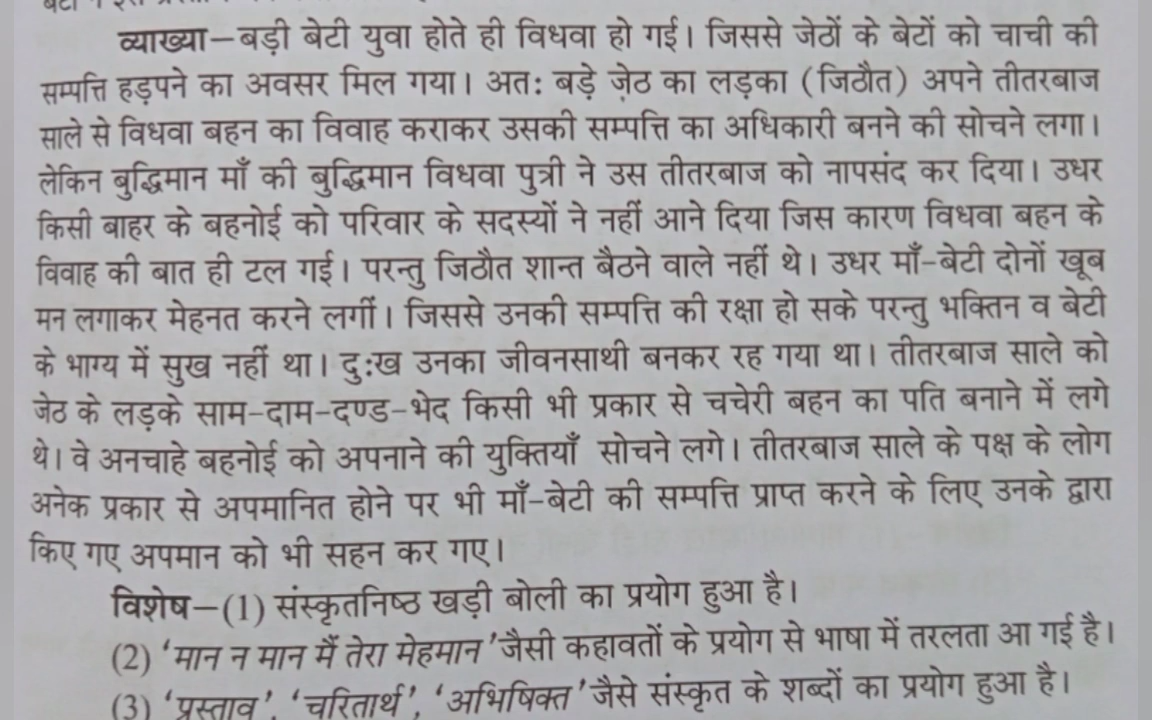 व्याख्या–बड़ी बेटी युवा होते ही विधवा हो गई। जिससे जेठों के बेटों को चाची की
सम्पत्ति हड़पने का अवसर मिल गया। अतः बड़े ज़ेठ का लड़का (जिठौत) अपने तीतरबाज
साले से विधवा बहन का विवाह कराकर उसकी सम्पत्ति का अधिकारी बनने की सोचने लगा।
लेकिन बुद्धिमान माँ की बुद्धिमान विधवा पुत्री ने उस तीतरबाज को नापसंद कर दिया। उधर
किसी बाहर के बहनोई को परिवार के सदस्यों ने नहीं आने दिया जिस कारण विधवा बहन के
विवाह की बात ही टल गई। परन्तु जिठौत शान्त बैठने वाले नहीं थे। उधर माँ-बेटी दोनों खूब
मन लगाकर मेहनत करने लगीं। जिससे उनकी सम्पत्ति की रक्षा हो सके परन्तु भक्तिन व बेटी
के भाग्य में सुख नहीं था। दुःख उनका जीवनसाथी बनकर रह गया था। तीतरबाज साले को
जेठ के लड़के साम-दाम-दण्ड-भेद किसी भी प्रकार से चचेरी बहन का पति बनाने में लगे
थे। वे अनचाहे बहनोई को अपनाने की युक्तियाँ सोचने लगे। तीतरबाज साले के पक्ष के लोग
अनेक प्रकार से अपमानित होने पर भी माँ-बेटी की सम्पत्ति प्राप्त करने के लिए उनके द्वारा
किए गए अपमान को भी सहन कर गए।
विशेष–(1) संस्कृतनिष्ठ खड़ी बोली का प्रयोग हुआ है।
(2) ‘मान न मान मैं तेरा मेहमान’ जैसी कहावतों के प्रयोग से भाषा में तरलता आ गई है।
(3) ‘प्रस्ताव’, ‘चरितार्थ’, ‘अभिषिक्त’ जैसे संस्कृत के शब्दों का प्रयोग हुआ है।